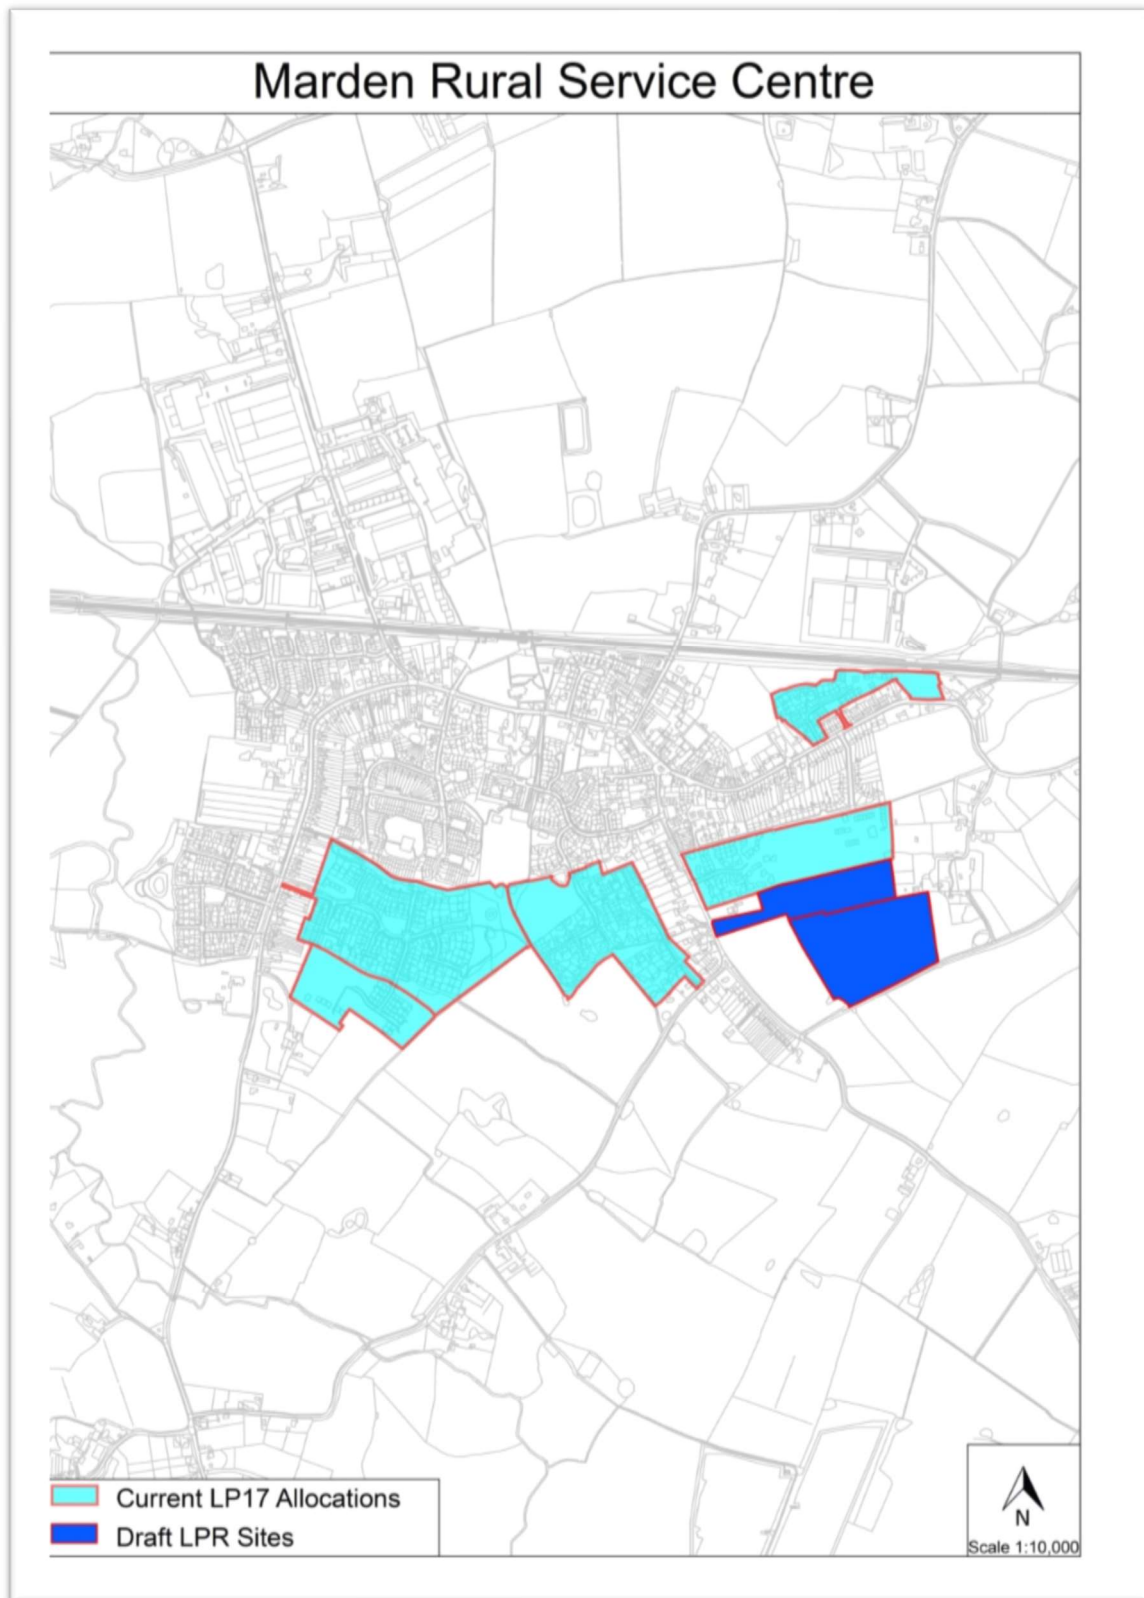 Marden Rural Service Centre
Current LP17 Allocations
Draft LPR Sites
N
Scale 1:10,000